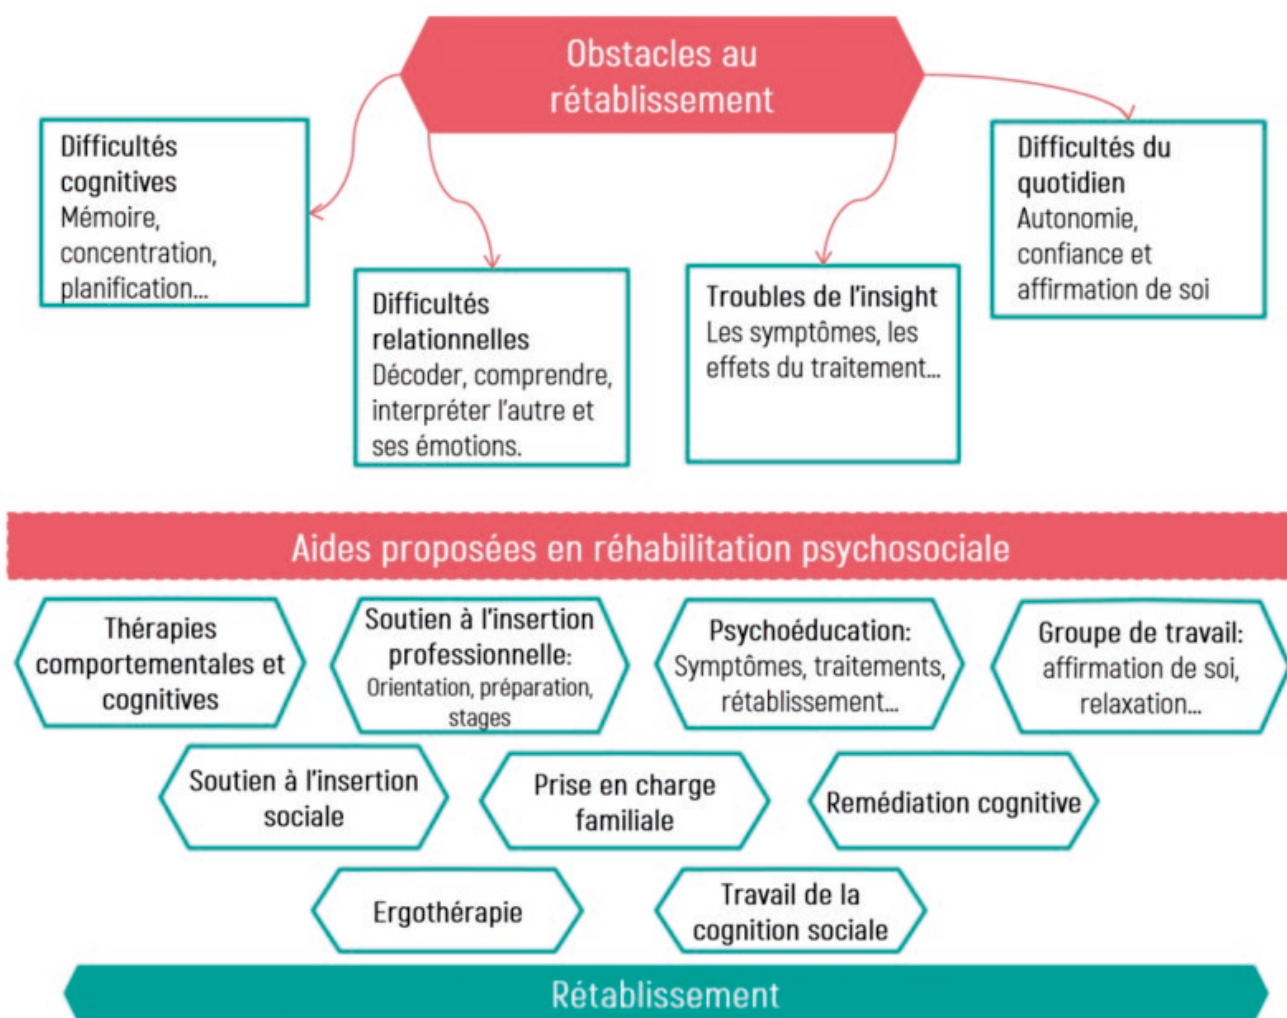 Obstacles au
rétablissement
Difficultés
cognitives
Mémoire,
concentration,
planification...
Difficultés
relationnelles
Décoder, comprendre,
interpréter l'autre et
ses émotions.
Troubles de l'insight
Les symptômes, les
effets du traitement...
Difficultés du
quotidien
Autonomie,
confiance et
affirmation de soi
Aides proposées en réhabilitation psychosociale
Thérapies
comportementales et
cognitives
Soutien à l'insertion
professionnelle:
Orientation, préparation,
stages
Psychoéducation:
Symptômes, traitements,
rétablissement...
Groupe de travail:
affirmation de soi,
relaxation...
Soutien à l'insertion
sociale
Prise en charge
familiale
Remédiation cognitive
Ergothérapie
Travail de la
cognition sociale
Rétablissement